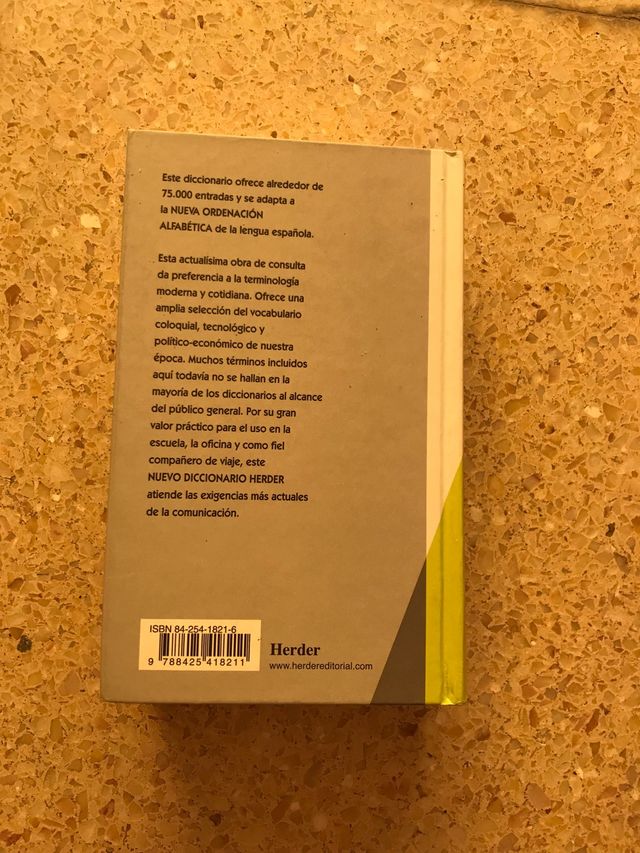 Este diccionario ofrece alrededor de
75.000 entradas y se adapta a
la NUEVA ORDENACIÓN
ALFABÉTICA de la lengua española.
Esta actualísima obra de consulta
da preferencia a la terminología
moderna y cotidiana. Ofrece una
amplia selección del vocabulario
coloquial, tecnológico y
político-económico de nuestra
época. Muchos términos incluidos
aquí todavía no se hallan en la
mayoría de los diccionarios al alcance
del público general. Por su gran
valor práctico para el uso en la
escuela, la oficina y como fiel
compañero de viaje, este
NUEVO DICCIONARIO HERDER
atiende las exigencias más actuales
de la comunicación.
ISBN 84-254-1821-6
9 788425 418211
Herder
www.herdereditorial.com